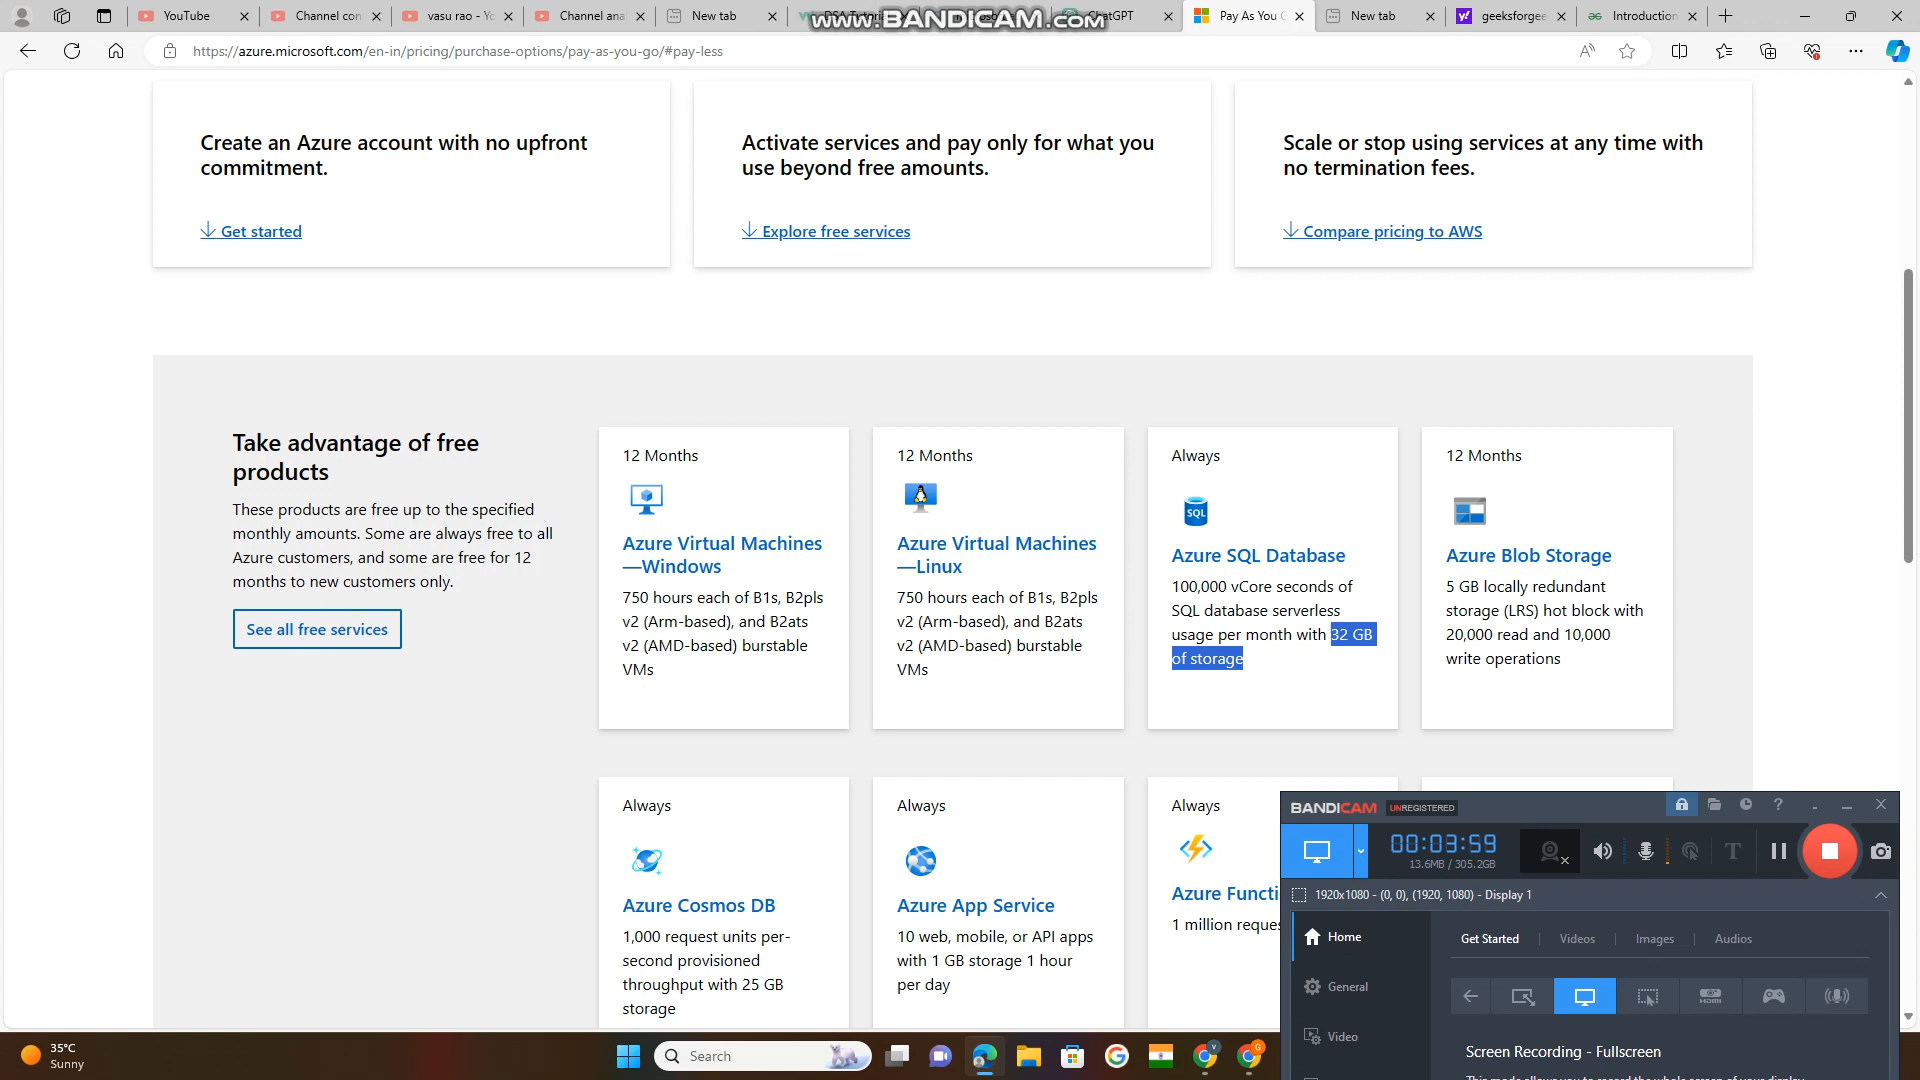 YouTube
Channel con
vasu rao - Yo
Channel ana
New tab
www.BANDICAM.com
ChatGPT
Pay As You G
New tab
geeksforgee
Introduction
https://azure.microsoft.com/en-in/pricing/purchase-options/pay-as-you-go/#pay-less
Create an Azure account with no upfront
commitment.
Get started
Activate services and pay only for what you
use beyond free amounts.
Explore free services
Scale or stop using services at any time with
no termination fees.
Compare pricing to AWS
Take advantage of free
products
These products are free up to the specified
monthly amounts. Some are always free to all
Azure customers, and some are free for 12
months to new customers only.
See all free services
12 Months
Azure Virtual Machines
—Windows
750 hours each of B1s, B2pls
v2 (Arm-based), and B2ats
v2 (AMD-based) burstable
VMs
12 Months
Azure Virtual Machines
—Linux
750 hours each of B1s, B2pls
v2 (Arm-based), and B2ats
v2 (AMD-based) burstable
VMs
Always
SQL
Azure SQL Database
100,000 vCore seconds of
SQL database serverless
usage per month with 32 GB
of storage
12 Months
Azure Blob Storage
5 GB locally redundant
storage (LRS) hot block with
20,000 read and 10,000
write operations
Always
Azure Cosmos DB
1,000 request units per-
second provisioned
throughput with 25 GB
storage
Always
Azure App Service
10 web, mobile, or API apps
with 1 GB storage 1 hour
per day
Always
Azure Functi
1 million reques
BANDICAM UNREGISTERED
00:03:59
13.6MB / 305.2GB
1920x1080 - (0, 0), (1920, 1080) - Display 1
Home
General
Video
Get Started
Videos
Images
Audios
HDMI
Screen Recording - Fullscreen
35°C
Sunny
Search